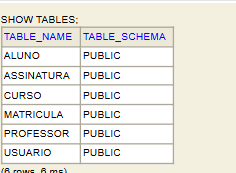 SHOW TABLES;
TABLE_NAME TABLE_SCHEMA
ALUNO PUBLIC
ASSINATURA PUBLIC
CURSO PUBLIC
MATRICULA PUBLIC
PROFESSOR PUBLIC
USUARIO PUBLIC
(6 rows, 6 ms)